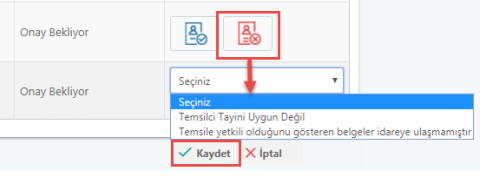 Onay Bekliyor
Onay Bekliyor
Seçiniz
Seçiniz
Temsilci Tayini Uygun Değil
Temsile yetkili olduğunu gösteren belgeler idareye ulaşmamıştır
Kaydet İptal